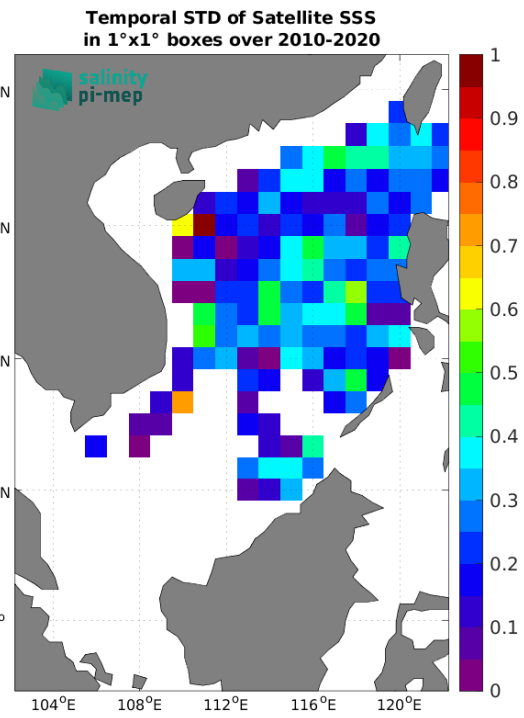 Temporal STD of Satellite SSS
in 1°x1° boxes over 2010-2020
salinity
pi-mep
N
N
N
N
o
104°E
108°E
112°E
116°E
120°E
1
0.9
0.8
0.7
0.6
0.5
0.4
0.3
0.2
0.1
0